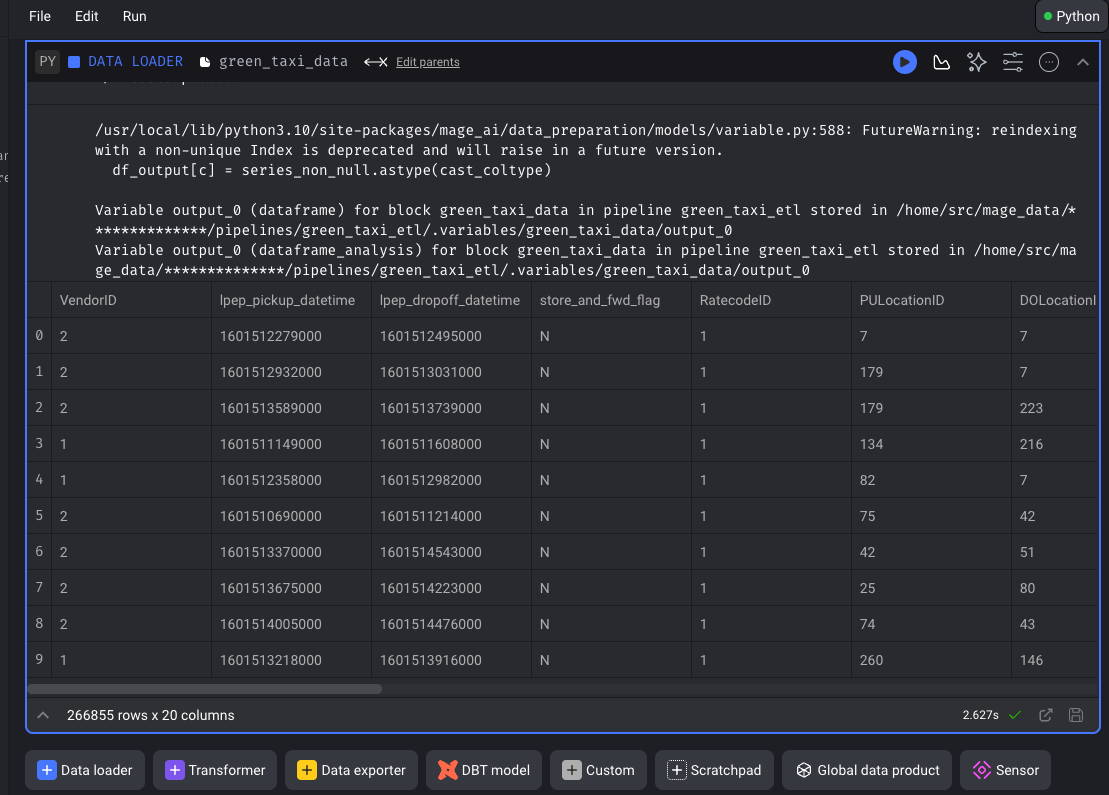 File Edit Run Python
PY DATA LOADER green_taxi_data Edit parents
/usr/local/lib/python3.10/site-packages/mage_ai/data_preparation/models/variable.py:588: FutureWarning: reindexing
with a non-unique Index is deprecated and will raise in a future version.
df_output[c] = series_non_null.astype(cast_coltype)
Variable output_0 (dataframe) for block green_taxi_data in pipeline green_taxi_etl stored in /home/src/mage_data/*
*************/pipelines/green_taxi_etl/.variables/green_taxi_data/output_0
Variable output_0 (dataframe_analysis) for block green_taxi_data in pipeline green_taxi_etl stored in /home/src/ma
ge_data/**************/pipelines/green_taxi_etl/.variables/green_taxi_data/output_0
VendorID lpep_pickup_datetime lpep_dropoff_datetime store_and_fwd_flag RatecodeID PULocationID DOLocationI
0 2 1601512279000 1601512495000 N 1 7 7
1 2 1601512932000 1601513031000 N 1 179 7
2 2 1601513589000 1601513739000 N 1 179 223
3 1 1601511149000 1601511608000 N 1 134 216
4 1 1601512358000 1601512982000 N 1 82 7
5 2 1601510690000 1601511214000 N 1 75 42
6 2 1601513370000 1601514543000 N 1 42 51
7 2 1601513675000 1601514223000 N 1 25 80
8 2 1601514005000 1601514476000 N 1 74 43
9 1 1601513218000 1601513916000 N 1 260 146
266855 rows x 20 columns 2.627s
Data loader Transformer Data exporter DBT model Custom Scratchpad Global data product Sensor